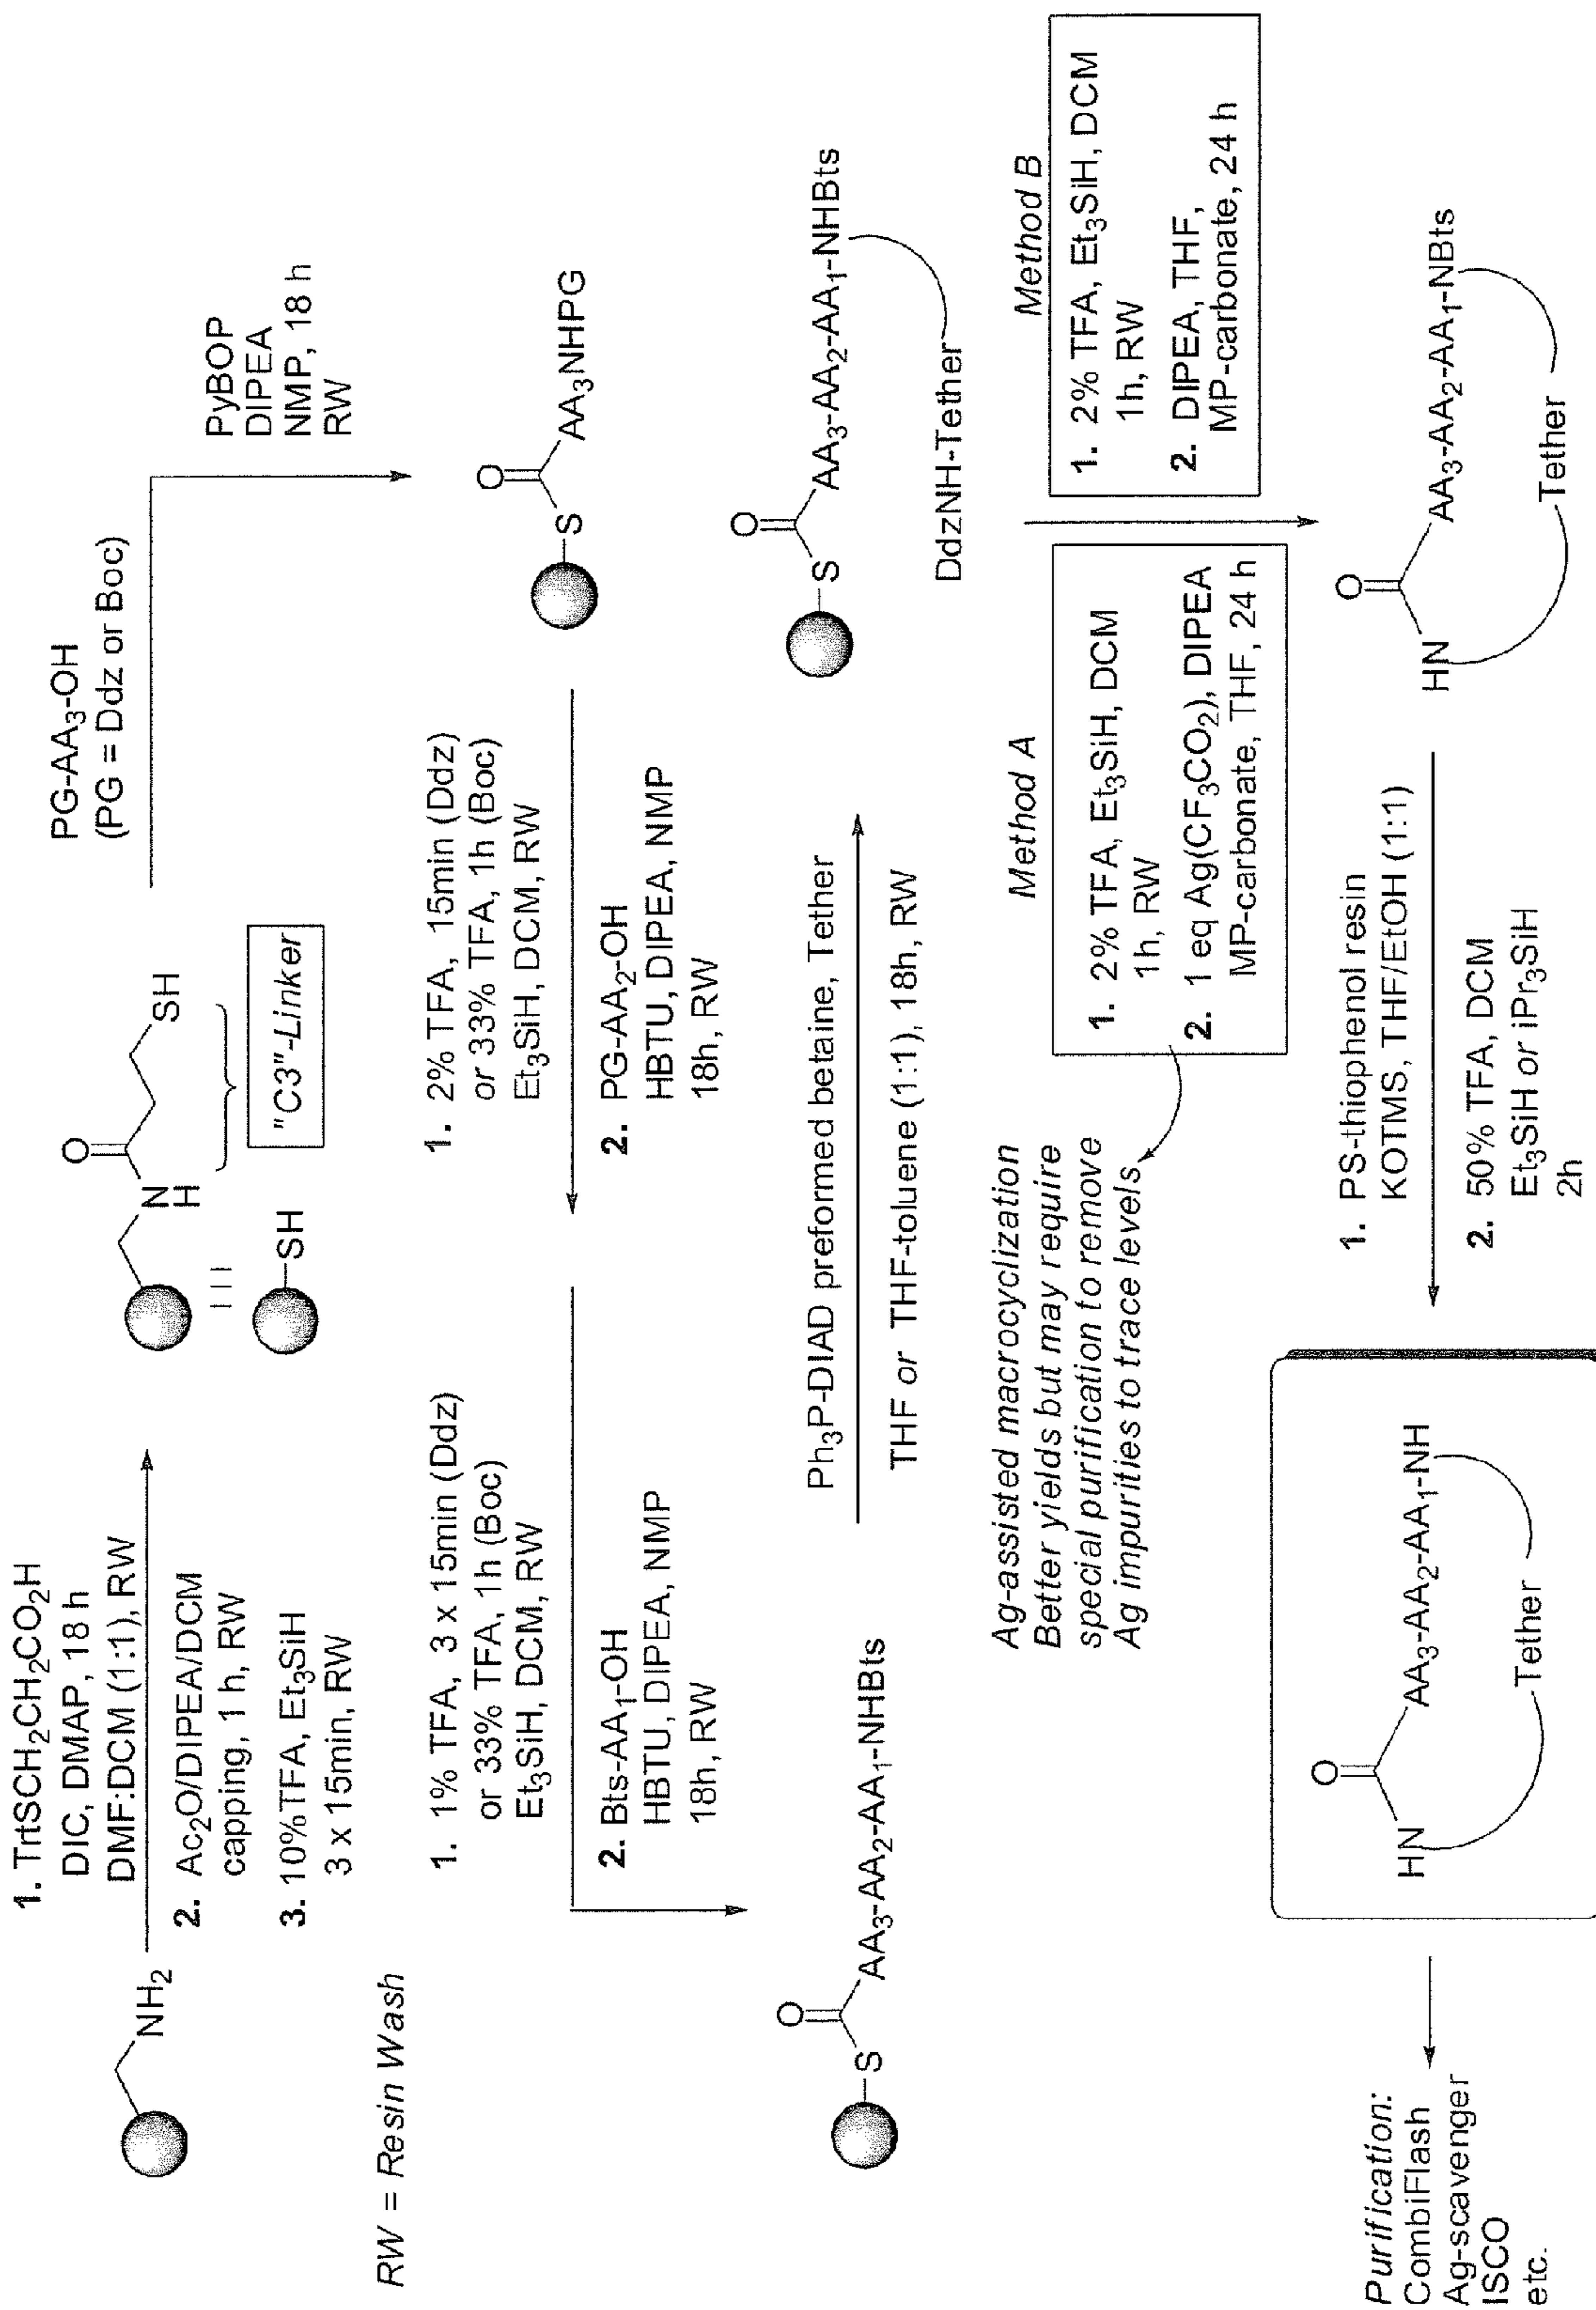 1. TrtSCH2CH2CO2H
DIC, DMAP, 18 h
DMF:DCM (1:1), RW
2. Ac2O/DIPEA/DCM
capping, 1 h, RW
3. 10%TFA, Et3SiH
3 x 15min, RW
NH2
RW = Resin Wash
O
N
H
SH
"C3"-Linker
SH
PG-AA3-OH
(PG = Ddz or Boc)
PyBOP
DIPEA
NMP, 18 h
RW
O
S
AA3NHPG
1. 2% TFA, 15min (Ddz)
or 33% TFA, 1h (Boc)
Et3SiH, DCM, RW
2. PG-AA2-OH
HBTU, DIPEA, NMP
18h, RW
1. 1% TFA, 3 x 15min (Ddz)
or 33% TFA, 1h (Boc)
Et3SiH, DCM, RW
2. Bts-AA1-OH
HBTU, DIPEA, NMP
18h, RW
O
S
AA3-AA2-AA1-NHBts
Ph3P-DIAD preformed betaine, Tether
THF or THF-toluene (1:1), 18h, RW
O
S
AA3-AA2-AA1-NHBts
DdzNH-Tether
Method A
1. 2% TFA, Et3SiH, DCM
1h, RW
2. 1 eq Ag(CF3CO2), DIPEA
MP-carbonate, THF, 24 h
Method B
1. 2% TFA, Et3SiH, DCM
1h, RW
2. DIPEA, THF,
MP-carbonate, 24 h
Ag-assisted macrocyclization
Better yields but may require
special purification to remove
Ag impurities to trace levels
O
HN
AA3-AA2-AA1-NBts
Tether
1. PS-thiophenol resin
KOTMS, THF/EtOH (1:1)
2. 50% TFA, DCM
Et3SiH or iPr3SiH
2h
O
HN
AA3-AA2-AA1-NH
Tether
Purification:
CombiFlash
Ag-scavenger
ISCO
etc.